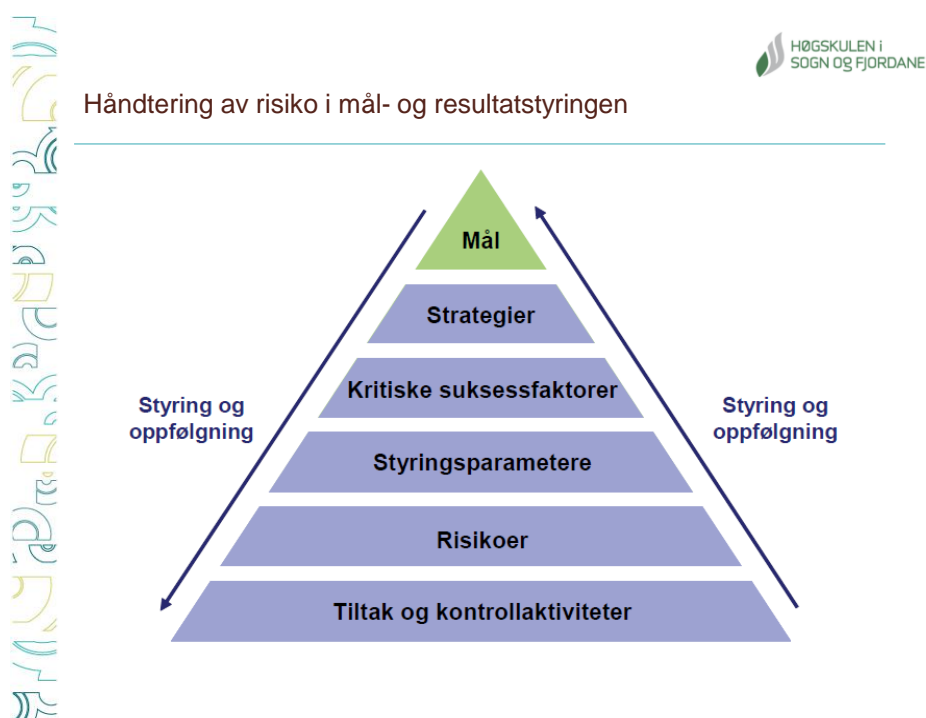 HØGSKULEN i
SOGN OG FJORDANE
Håndtering av risiko i mål- og resultatstyringen
Mål
Strategier
Kritiske suksessfaktorer
Styring og
oppfølgning
Styring og
oppfølgning
Styringsparametere
Risikoer
Tiltak og kontrollaktiviteter